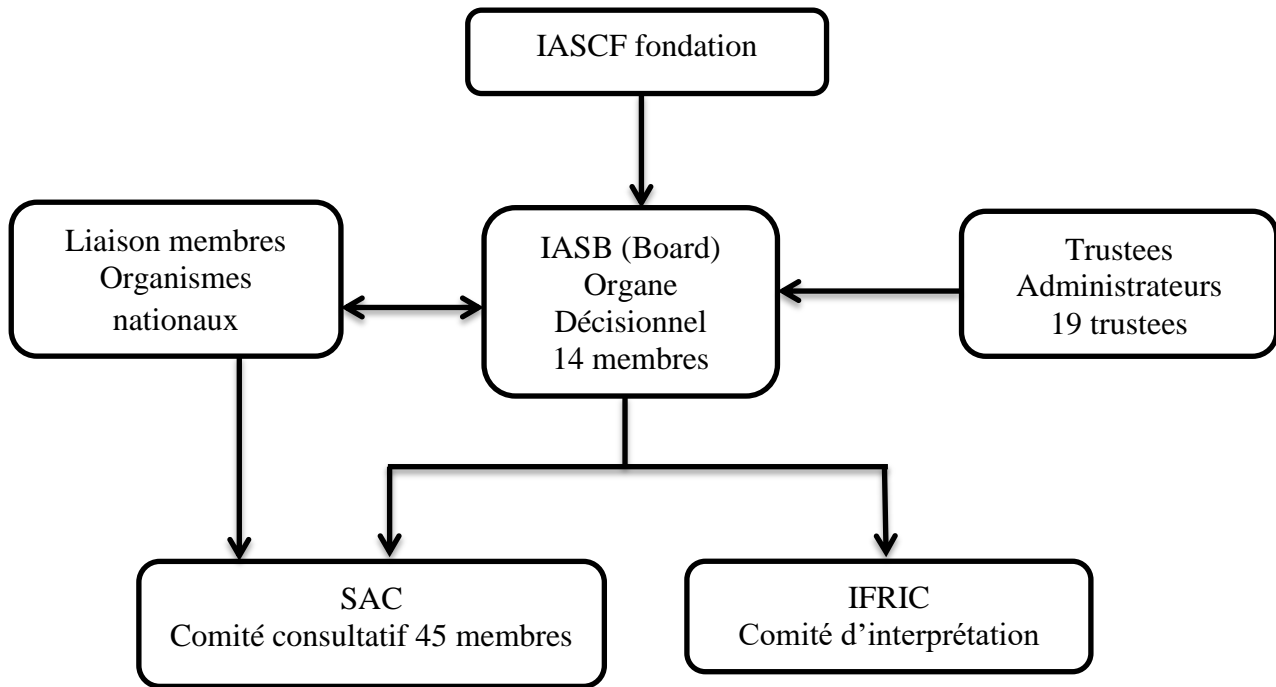 IASCF fondation
Liaison membres
Organismes
nationaux
IASB (Board)
Organe
Décisionnel
14 membres
Trustees
Administrateurs
19 trustees
SAC
Comité consultatif 45 membres
IFRIC
Comité d’interprétation